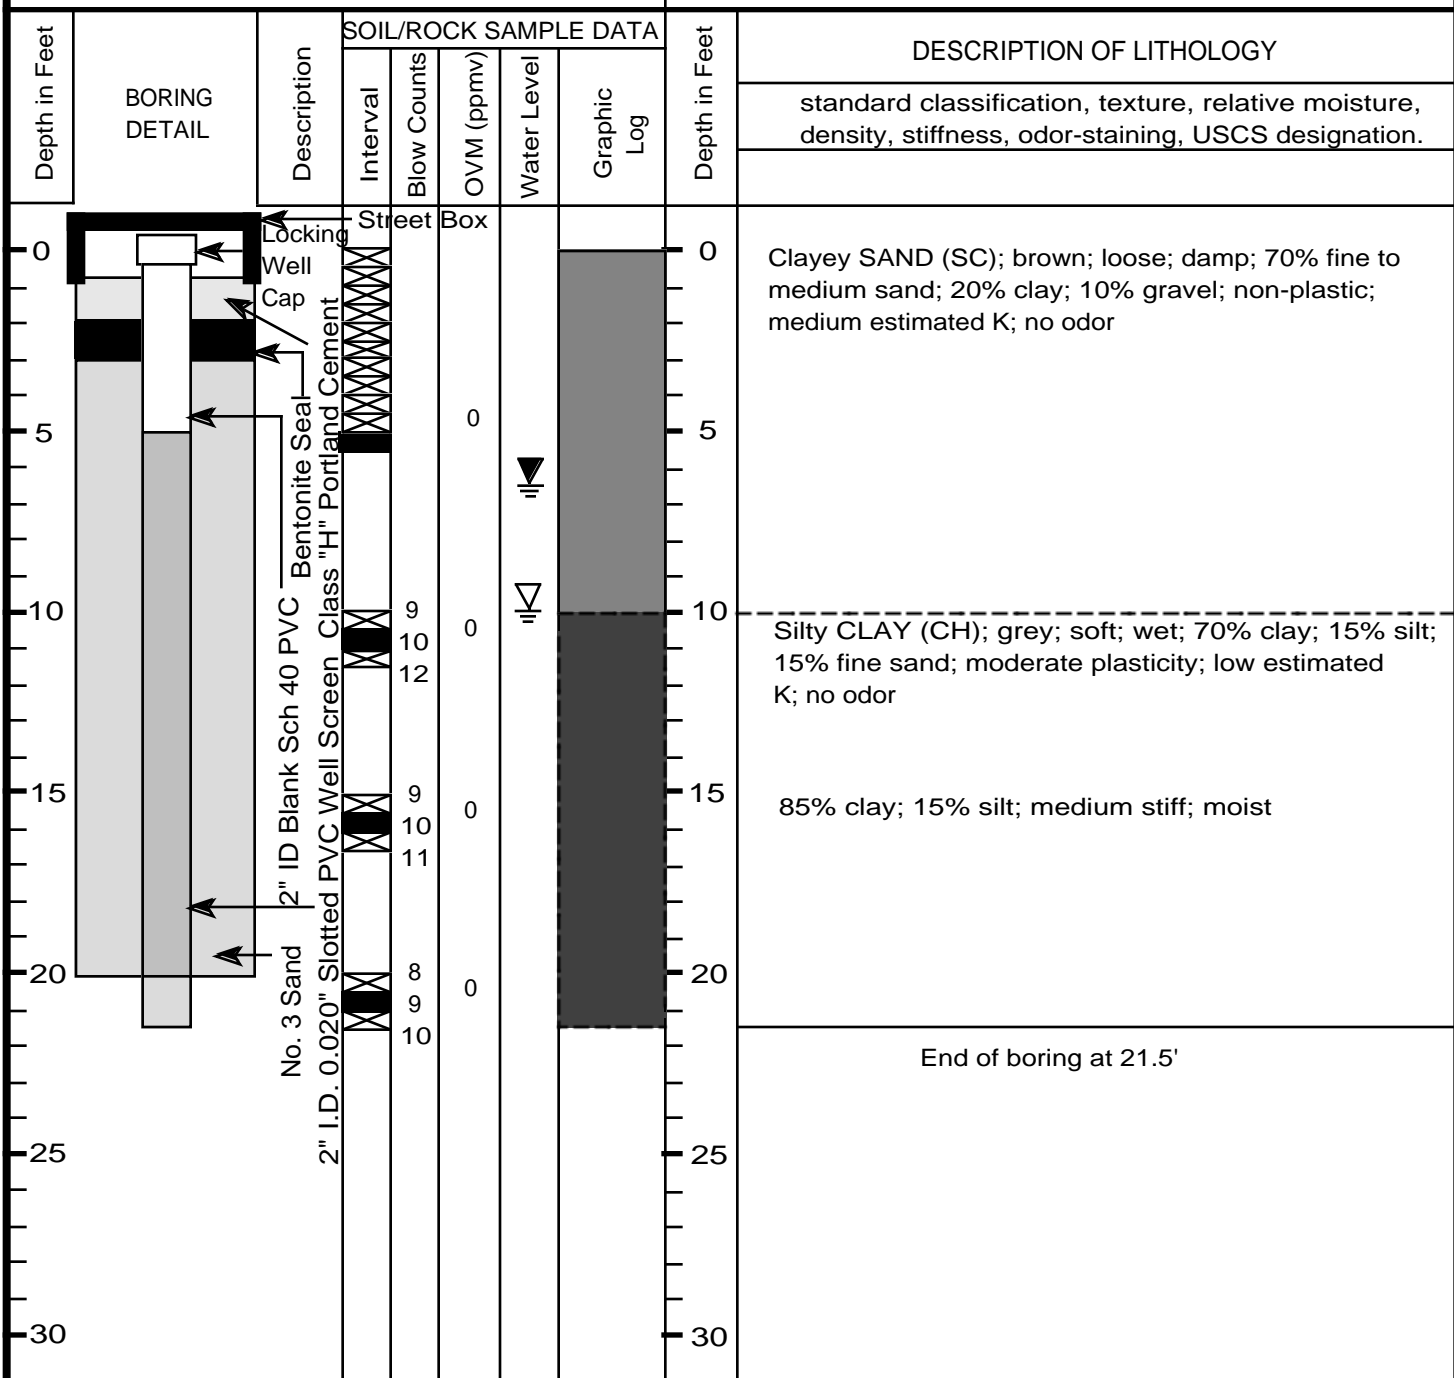 SOIL/ROCK SAMPLE DATA
Depth in Feet
BORING
DETAIL
Description
Interval
Blow Counts
OVM (ppmv)
Water Level
Graphic
Log
Depth in Feet
DESCRIPTION OF LITHOLOGY
standard classification, texture, relative moisture,
density, stiffness, odor-staining, USCS designation.
Street Box
Locking
Well
Cap
Class "H" Portland Cement
Bentonite Seal
2" ID Blank Sch 40 PVC
2" I.D. 0.020" Slotted PVC Well Screen
No. 3 Sand
0
5
10
15
20
25
30
9
10
12
9
10
11
8
9
10
0
0
0
0
0
5
10
15
20
25
30
Clayey SAND (SC); brown; loose; damp; 70% fine to
medium sand; 20% clay; 10% gravel; non-plastic;
medium estimated K; no odor
Silty CLAY (CH); grey; soft; wet; 70% clay; 15% silt;
15% fine sand; moderate plasticity; low estimated
K; no odor
85% clay; 15% silt; medium stiff; moist
End of boring at 21.5'